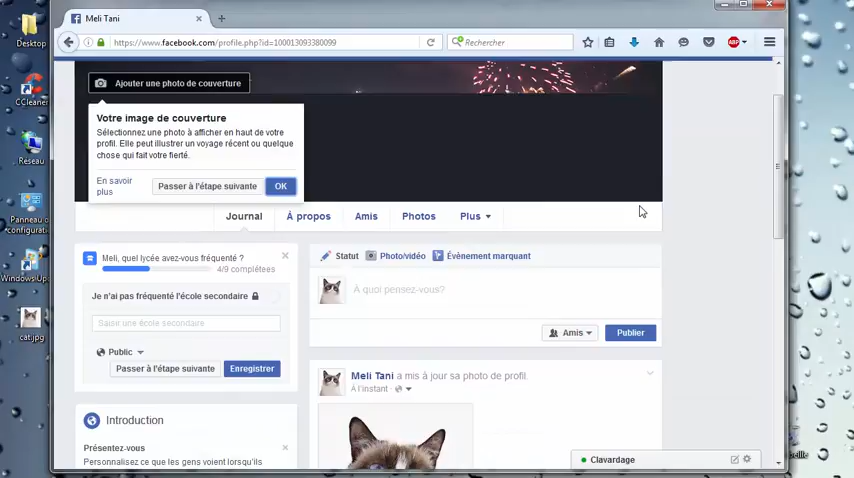 Meli Tani
https://www.facebook.com/profile.php?id=100013093380099
Rechercher
ABP
Desktop
CCleaner
Réseau
Panneau d
configurati
WindowsUp
cat.jpg
Ajouter une photo de couverture
Votre image de couverture
Sélectionnez une photo à afficher en haut de votre
profil. Elle peut illustrer un voyage récent ou quelque
chose qui fait votre fierté.
En savoir
plus
Passer à l'étape suivante
OK
Journal
À propos
Amis
Photos
Plus
Meli, quel lycée avez-vous fréquenté ?
4/9 complétées
Je n'ai pas fréquenté l'école secondaire
Saisir une école secondaire
Public
Passer à l'étape suivante
Enregistrer
Introduction
Présentez-vous
Personnalisez ce que les gens voient lorsqu'ils
Statut
Photo/vidéo
Évènement marquant
À quoi pensez-vous?
Amis
Publier
Meli Tani a mis à jour sa photo de profil.
À l'instant
Clavardage